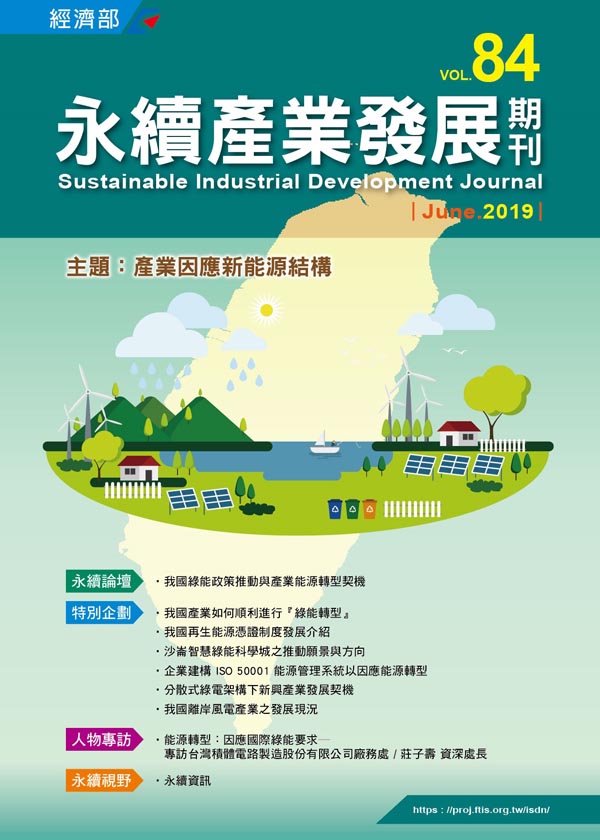 經濟部
VOL.84
永續產業發展期刊
Sustainable Industrial Development Journal
| June.2019 |
主題：產業因應新能源結構
永續論壇
・我國綠能政策推動與產業能源轉型契機
特別企劃
・我國產業如何順利進行『綠能轉型』
・我國再生能源憑證制度發展介紹
・沙崙智慧綠能科學城之推動願景與方向
・企業建構 ISO 50001 能源管理系統以因應能源轉型
・分散式綠電架構下新興產業發展契機
・我國離岸風電產業之發展現況
人物專訪
・能源轉型：因應國際綠能要求─
專訪台灣積體電路製造股份有限公司廠務處 / 莊子壽 資深處長
永續視野
・永續資訊
https : //proj.ftis.org.tw/isdn/